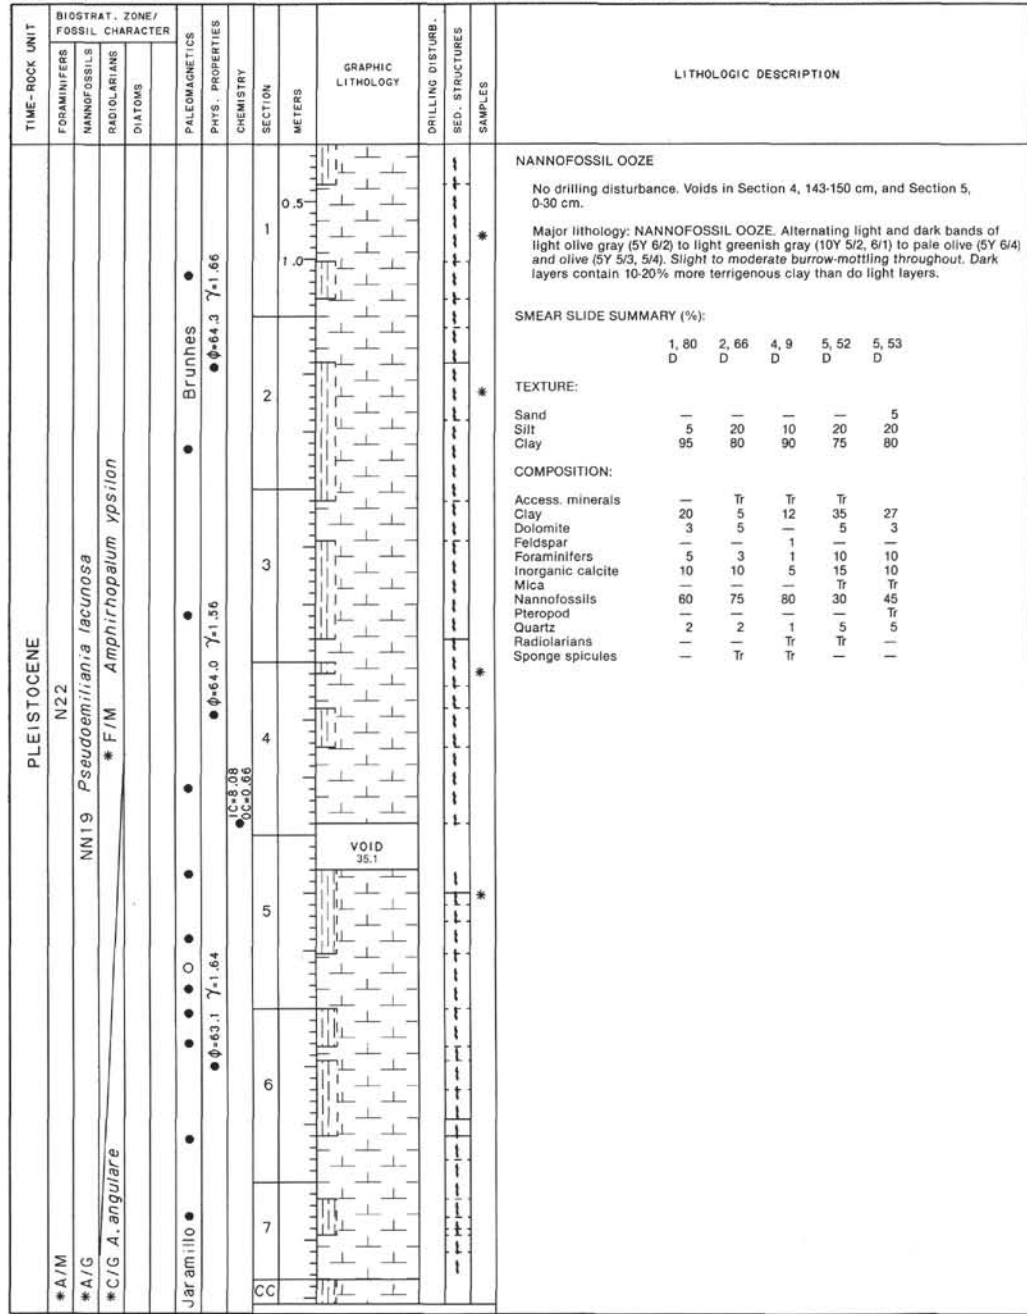 TIME-ROCK UNIT
BIOSTRAT. ZONE/
FOSSIL CHARACTER
FORAMINIFERS
NANNOFOSSILS
RADIOLARIANS
DIATOMS
PALEOMAGNETICS
PHYS. PROPERTIES
CHEMISTRY
SECTION
METERS
GRAPHIC
LITHOLOGY
DRILLING DISTURB.
SED. STRUCTURES
SAMPLES
LITHOLOGIC DESCRIPTION
PLEISTOCENE
N22
*A/M
NN19 Pseudoemiliania lacunosa
*A/G
*F/M Amphirhopalum ypsilon
*C/G A. angulare
Brunhes
Jaramillo
ϕ=64.3 γ=1.66
ϕ=64.0 γ=1.56
ϕ=63.1 γ=1.64
IC=8.08
OC=0.66
1
2
3
4
5
6
7
CC
0.5
1.0
VOID
35.1
*
*
*
*
NANNOFOSSIL OOZE
No drilling disturbance. Voids in Section 4, 143-150 cm, and Section 5,
0-30 cm.
Major lithology: NANNOFOSSIL OOZE. Alternating light and dark bands of
light olive gray (5Y 6/2) to light greenish gray (10Y 5/2, 6/1) to pale olive (5Y 6/4)
and olive (5Y 5/3, 5/4). Slight to moderate burrow-mottling throughout. Dark
layers contain 10-20% more terrigenous clay than do light layers.
SMEAR SLIDE SUMMARY (%):
1, 80 2, 66 4, 9 5, 52 5, 53
D D D D D
TEXTURE:
Sand — — — — 5
Silt 5 20 10 20 20
Clay 95 80 90 75 80
COMPOSITION:
Access. minerals — Tr Tr Tr
Clay 20 5 12 35 27
Dolomite 3 5 — 5 3
Feldspar — — 1 — —
Foraminifers 5 3 1 10 10
Inorganic calcite 10 10 5 15 10
Mica — — — Tr Tr
Nannofossils 60 75 80 30 45
Pteropod — — — — Tr
Quartz 2 2 1 5 5
Radiolarians — — Tr Tr —
Sponge spicules — Tr Tr — —